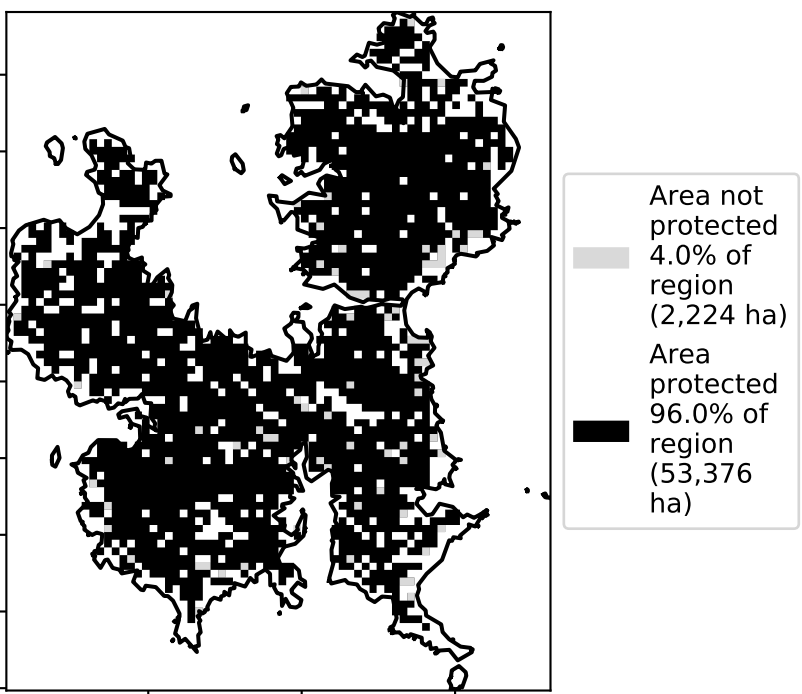 Area not
protected
4.0% of
region
(2,224 ha)
Area
protected
96.0% of
region
(53,376
ha)